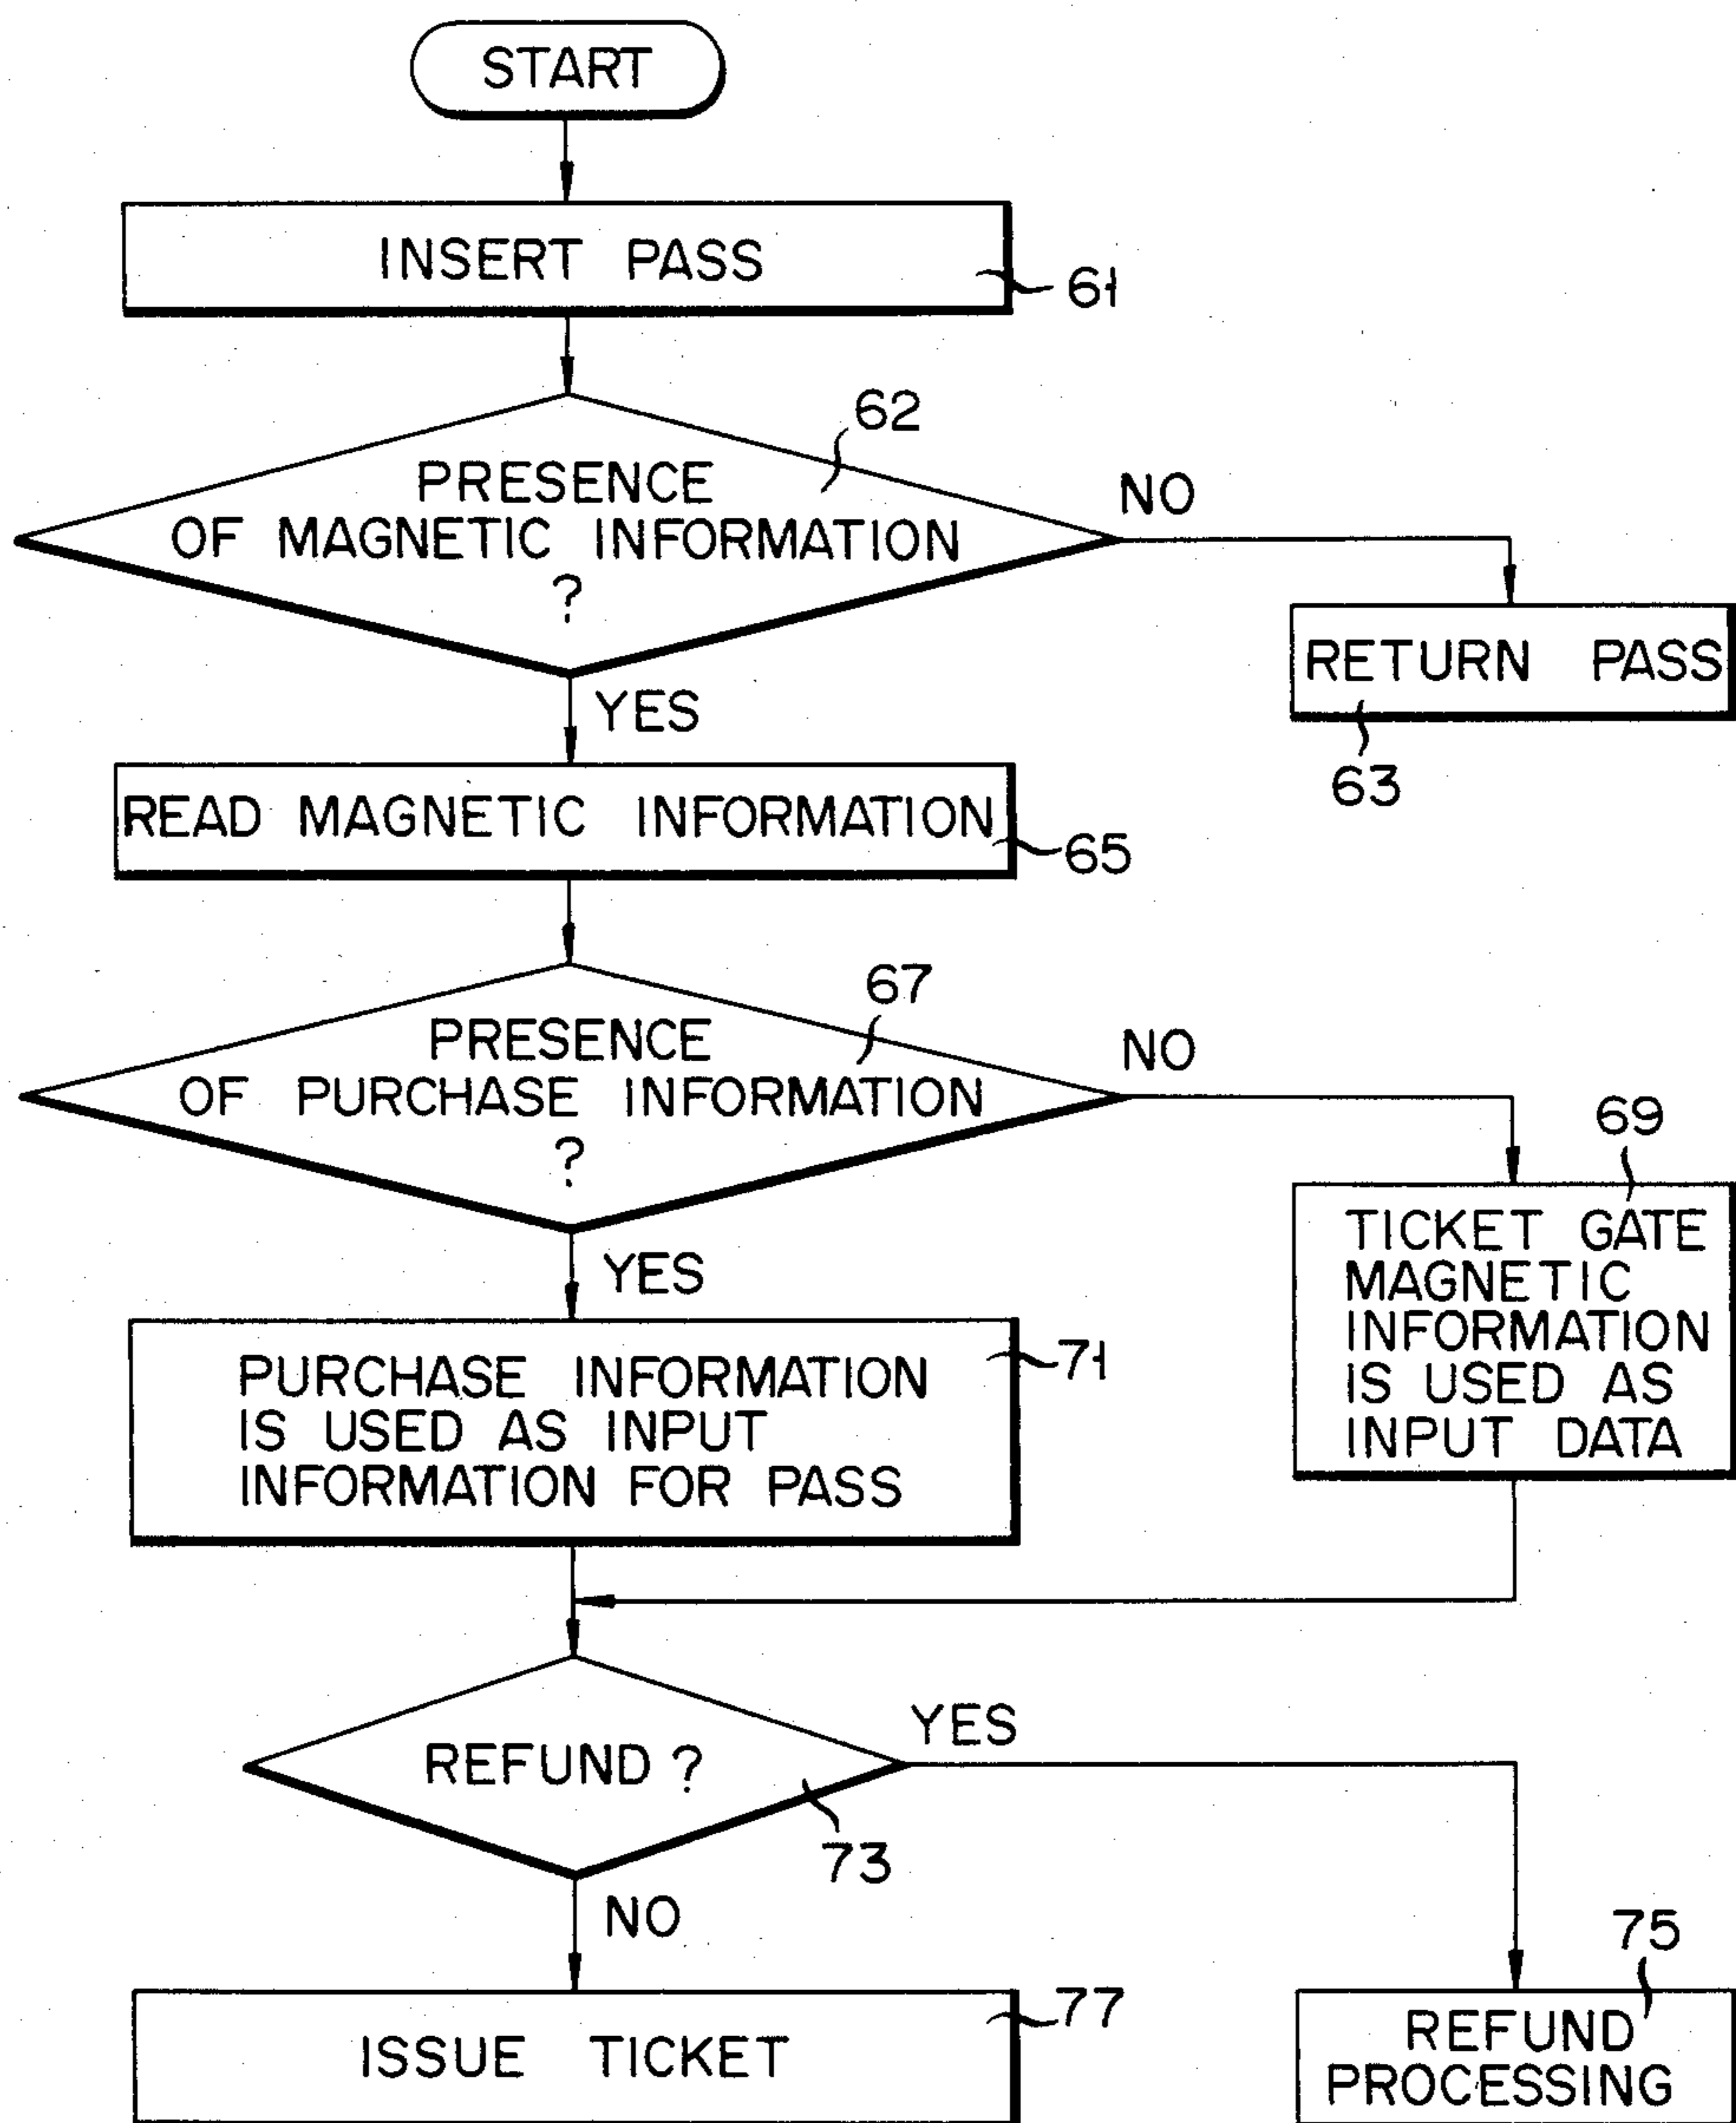 START
INSERT PASS
61
62
PRESENCE
OF MAGNETIC INFORMATION
?
NO
RETURN PASS
63
YES
READ MAGNETIC INFORMATION
65
67
PRESENCE
OF PURCHASE INFORMATION
?
NO
69
TICKET GATE
MAGNETIC
INFORMATION
IS USED AS
INPUT DATA
YES
71
PURCHASE INFORMATION
IS USED AS INPUT
INFORMATION FOR PASS
REFUND ?
73
YES
NO
75
REFUND
PROCESSING
77
ISSUE TICKET